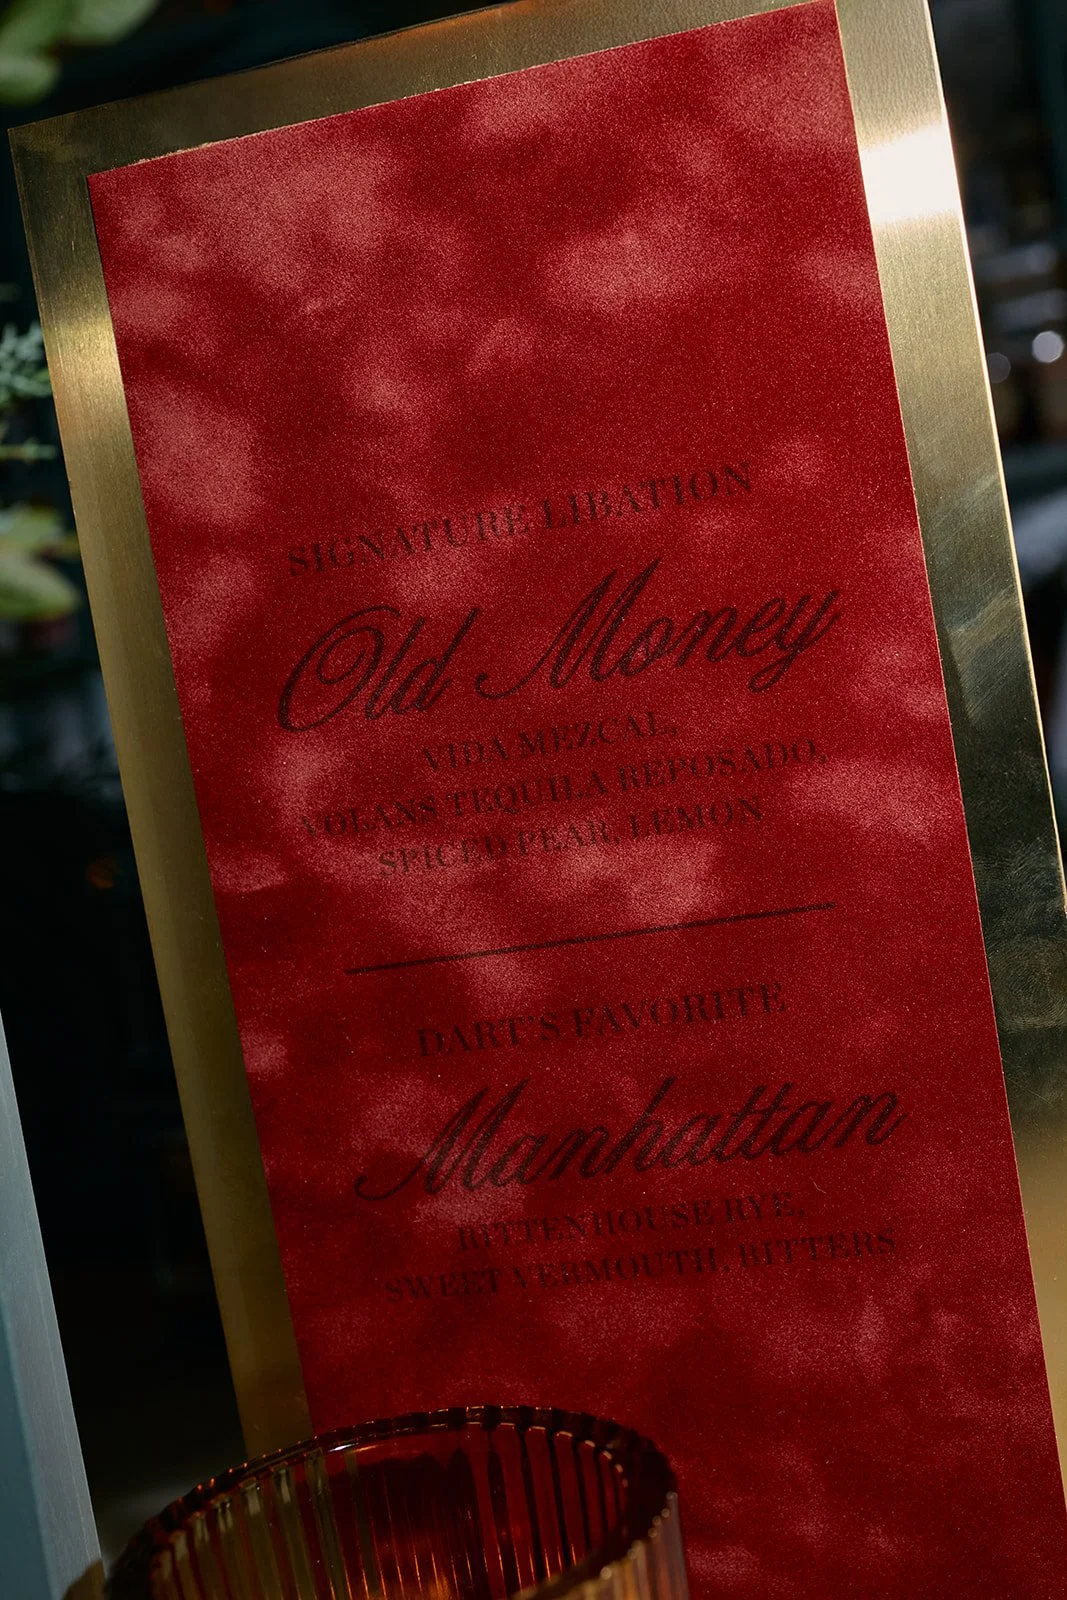 SIGNATURE LIBATION
Old Money
VIDA MEZCAL,
VOLANS TEQUILA REPOSADO,
SPICED PEAR, LEMON
DART'S FAVORITE
Manhattan
RITTENHOUSE RYE,
SWEET VERMOUTH, BITTERS